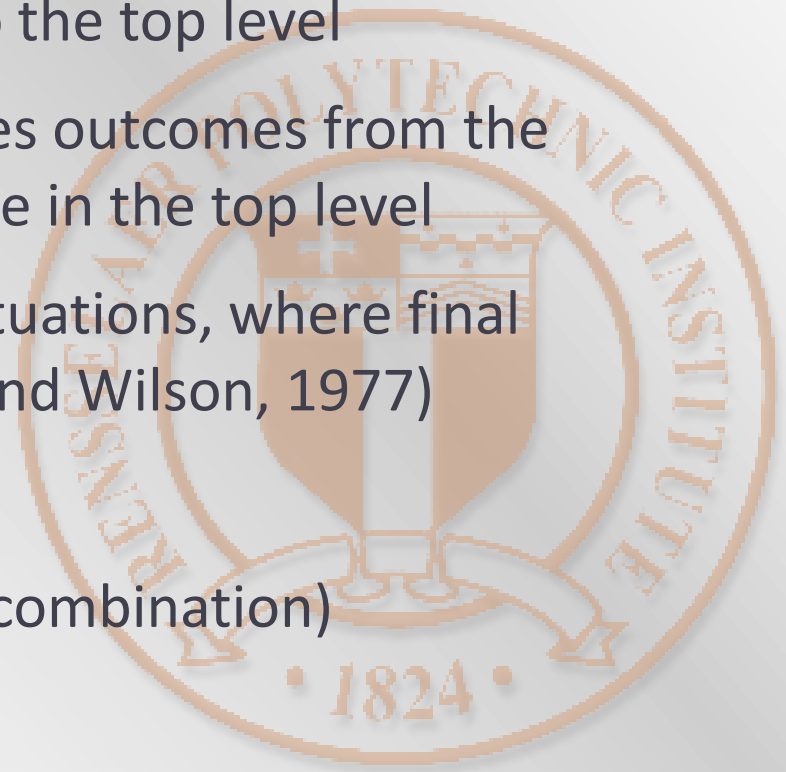 the top level
es outcomes from the
e in the top level
tuations, where final
nd Wilson, 1977)
combination)
RENSSELAER POLYTECHNIC INSTITUTE
• 1824 •